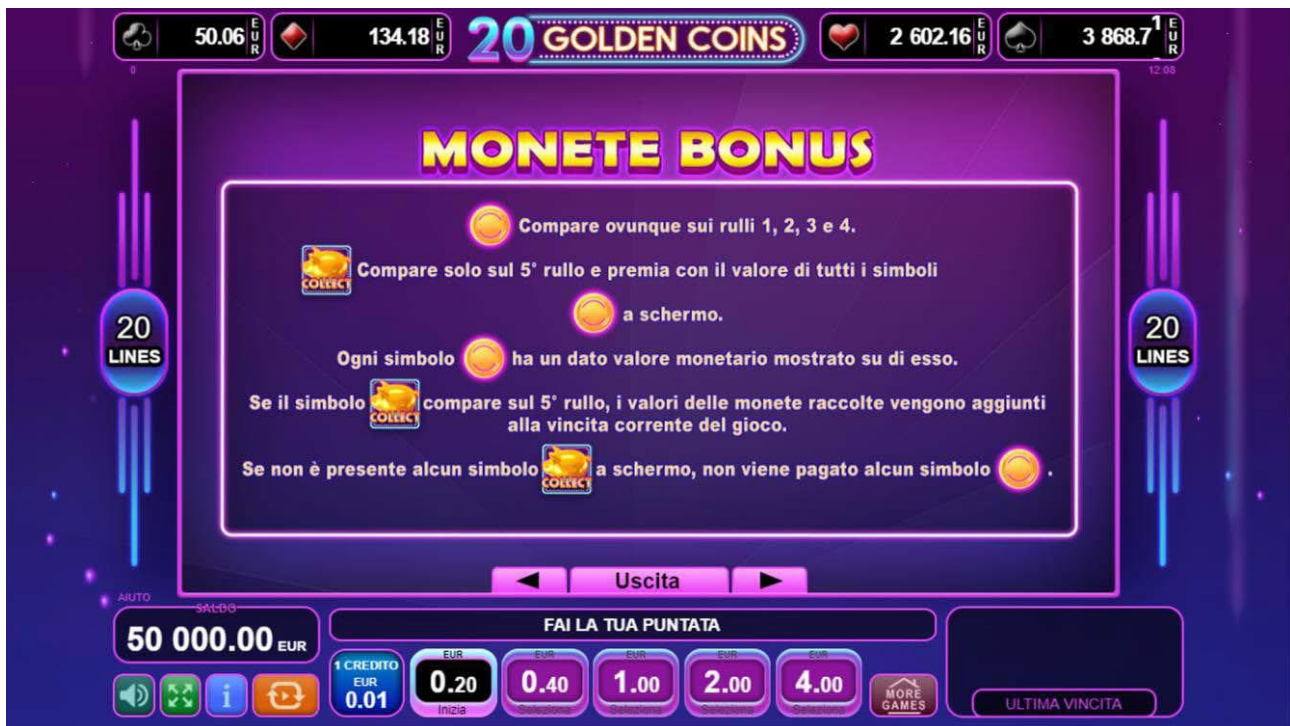 50.06 EUR
134.18 EUR
20 GOLDEN COINS
2 602.16 EUR
3 868.71 EUR
0
12:08
MONETE BONUS
Compare ovunque sui rulli 1, 2, 3 e 4.
COLLECT Compare solo sul 5° rullo e premia con il valore di tutti i simboli
a schermo.
Ogni simbolo ha un dato valore monetario mostrato su di esso.
Se il simbolo COLLECT compare sul 5° rullo, i valori delle monete raccolte vengono aggiunti
alla vincita corrente del gioco.
Se non è presente alcun simbolo COLLECT a schermo, non viene pagato alcun simbolo .
20
LINES
20
LINES
Uscita
AIUTO
SALDO
50 000.00 EUR
FAI LA TUA PUNTATA
1 CREDITO
EUR
0.01
EUR
0.20
Inizia
EUR
0.40
Seleziona
EUR
1.00
Seleziona
EUR
2.00
Seleziona
EUR
4.00
Seleziona
MORE
GAMES
ULTIMA VINCITA